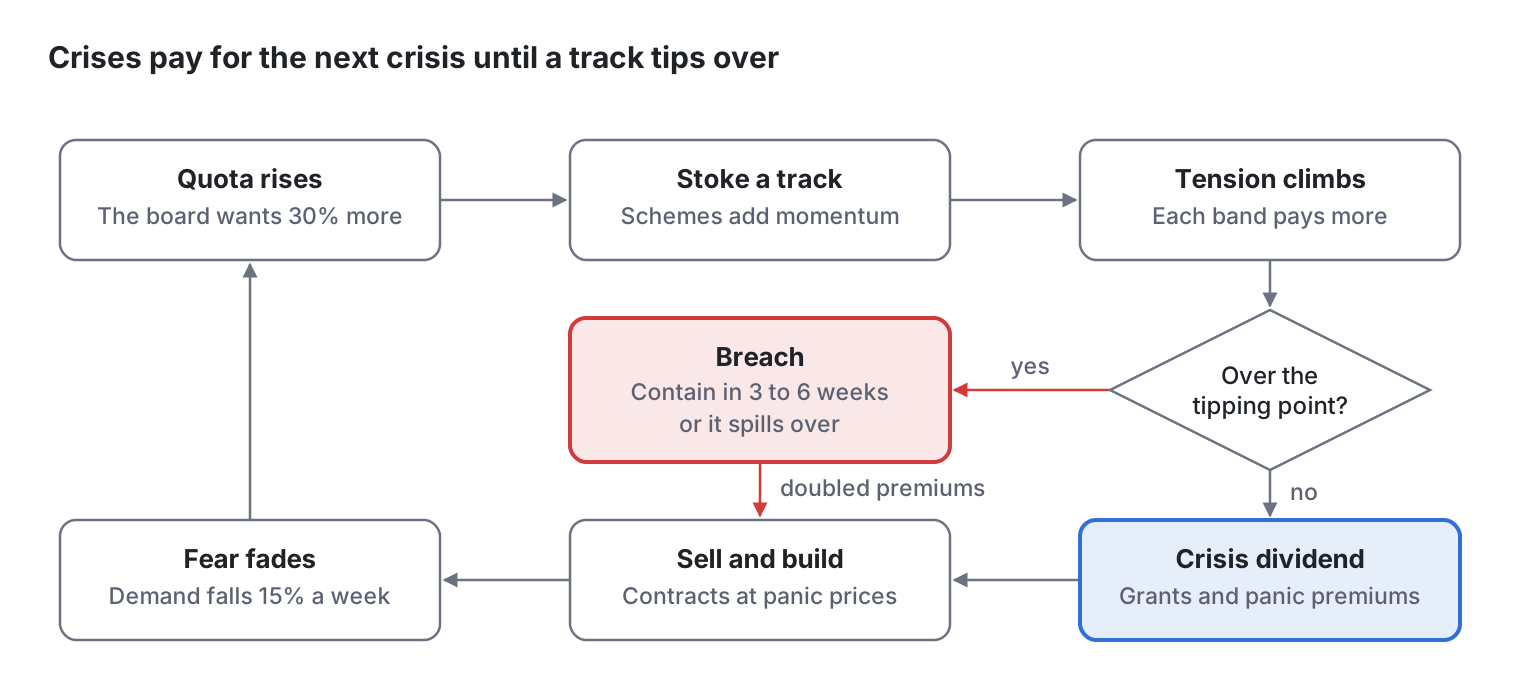 Crises pay for the next crisis until a track tips over
Quota rises
The board wants 30% more
Stoke a track
Schemes add momentum
Tension climbs
Each band pays more
Over the
tipping point?
yes
Breach
Contain in 3 to 6 weeks
or it spills over
doubled premiums
no
Crisis dividend
Grants and panic premiums
Sell and build
Contracts at panic prices
Fear fades
Demand falls 15% a week